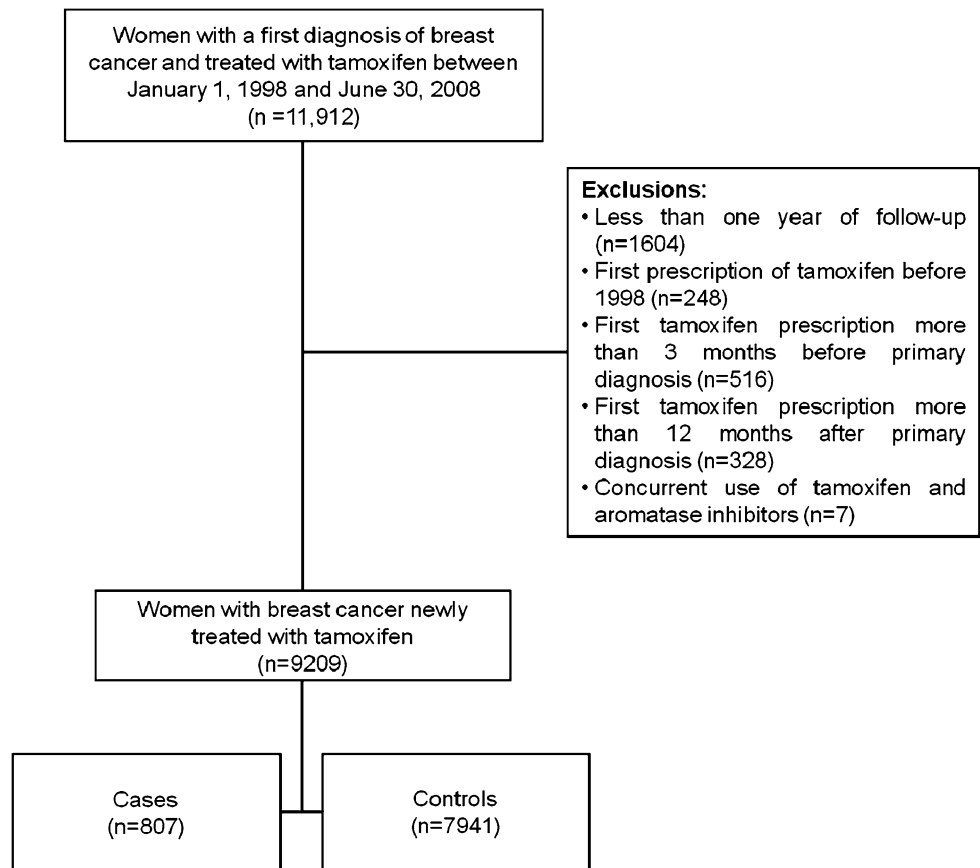 Women with a first diagnosis of breast
cancer and treated with tamoxifen between
January 1, 1998 and June 30, 2008
(n =11,912)
Exclusions:
• Less than one year of follow-up
(n=1604)
• First prescription of tamoxifen before
1998 (n=248)
• First tamoxifen prescription more
than 3 months before primary
diagnosis (n=516)
• First tamoxifen prescription more
than 12 months after primary
diagnosis (n=328)
• Concurrent use of tamoxifen and
aromatase inhibitors (n=7)
Women with breast cancer newly
treated with tamoxifen
(n=9209)
Cases
(n=807)
Controls
(n=7941)